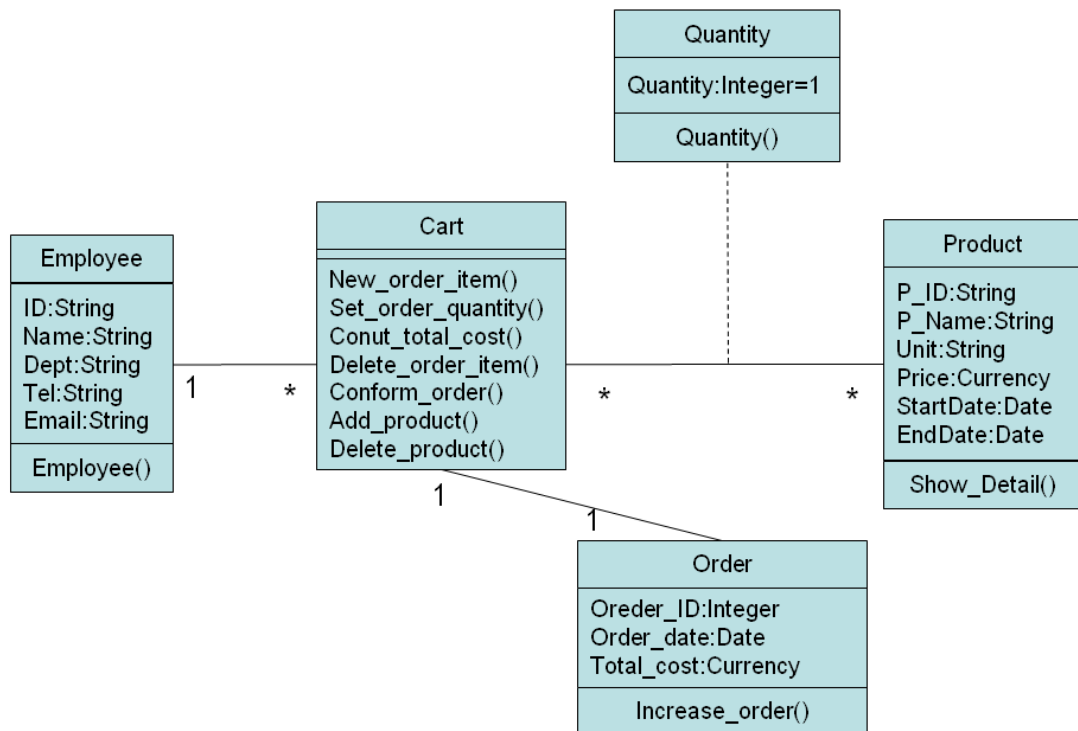 Quantity
Quantity:Integer=1
Quantity()
Employee
ID:String
Name:String
Dept:String
Tel:String
Email:String
Employee()
1
*
Cart
New_order_item()
Set_order_quantity()
Conut_total_cost()
Delete_order_item()
Conform_order()
Add_product()
Delete_product()
*
*
Product
P_ID:String
P_Name:String
Unit:String
Price:Currency
StartDate:Date
EndDate:Date
Show_Detail()
1
1
Order
Oreder_ID:Integer
Order_date:Date
Total_cost:Currency
Increase_order()